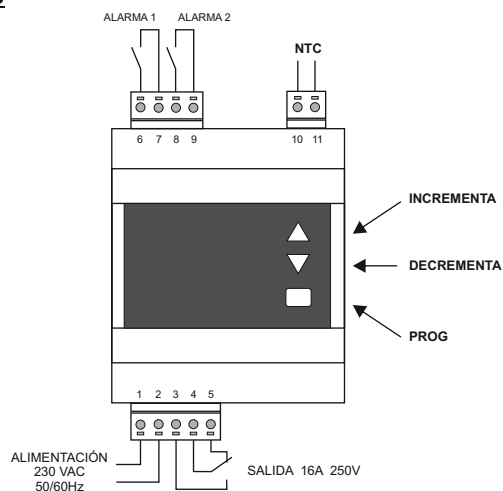 ALARMA 1 ALARMA 2
NTC
6 7 8 9 10 11
INCREMENTA
DECREMENTA
PROG
1 2 3 4 5
ALIMENTACIÓN
230 VAC
50/60Hz
SALIDA 16A 250V